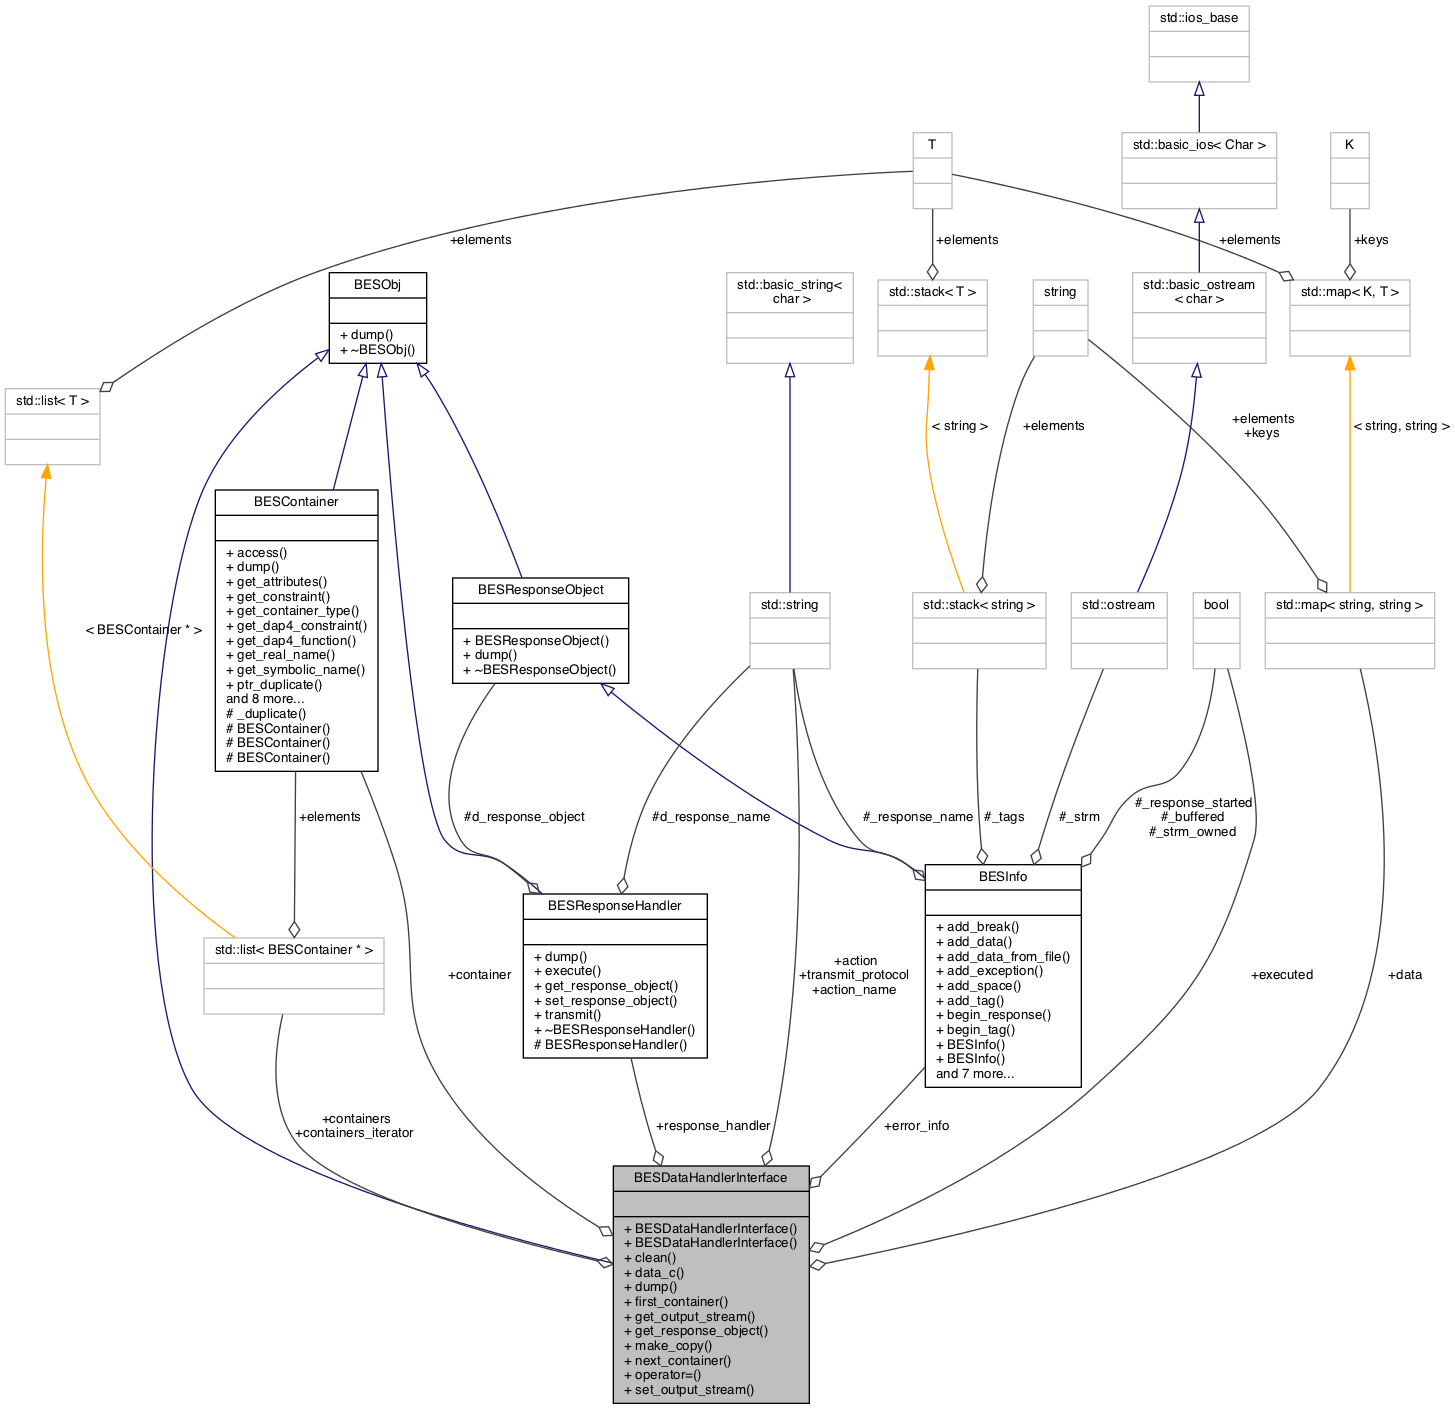 std::ios_base
T
std::basic_ios< Char >
K
+elements
+elements
+elements
+keys
BESObj
+ dump()
+ ~BESObj()
std::basic_string<
char >
std::stack< T >
string
std::basic_ostream
< char >
std::map< K, T >
std::list< T >
< string >
+elements
+elements
+keys
< string, string >
BESContainer
+ access()
+ dump()
+ get_attributes()
+ get_constraint()
+ get_container_type()
+ get_dap4_constraint()
+ get_dap4_function()
+ get_real_name()
+ get_symbolic_name()
+ ptr_duplicate()
and 8 more...
# _duplicate()
# BESContainer()
# BESContainer()
# BESContainer()
< BESContainer * >
BESResponseObject
+ BESResponseObject()
+ dump()
+ ~BESResponseObject()
std::string
std::stack< string >
std::ostream
bool
std::map< string, string >
+elements
#d_response_object
#d_response_name
#_response_name
#_tags
#_strm
#_response_started
#_buffered
#_strm_owned
std::list< BESContainer * >
+container
BESResponseHandler
+ dump()
+ execute()
+ get_response_object()
+ set_response_object()
+ transmit()
+ ~BESResponseHandler()
# BESResponseHandler()
+action
+transmit_protocol
+action_name
BESInfo
+ add_break()
+ add_data()
+ add_data_from_file()
+ add_exception()
+ add_space()
+ add_tag()
+ begin_response()
+ begin_tag()
+ BESInfo()
+ BESInfo()
and 7 more...
+executed
+data
+containers
+containers_iterator
+response_handler
+error_info
BESDataHandlerInterface
+ BESDataHandlerInterface()
+ BESDataHandlerInterface()
+ clean()
+ data_c()
+ dump()
+ first_container()
+ get_output_stream()
+ get_response_object()
+ make_copy()
+ next_container()
+ operator=()
+ set_output_stream()